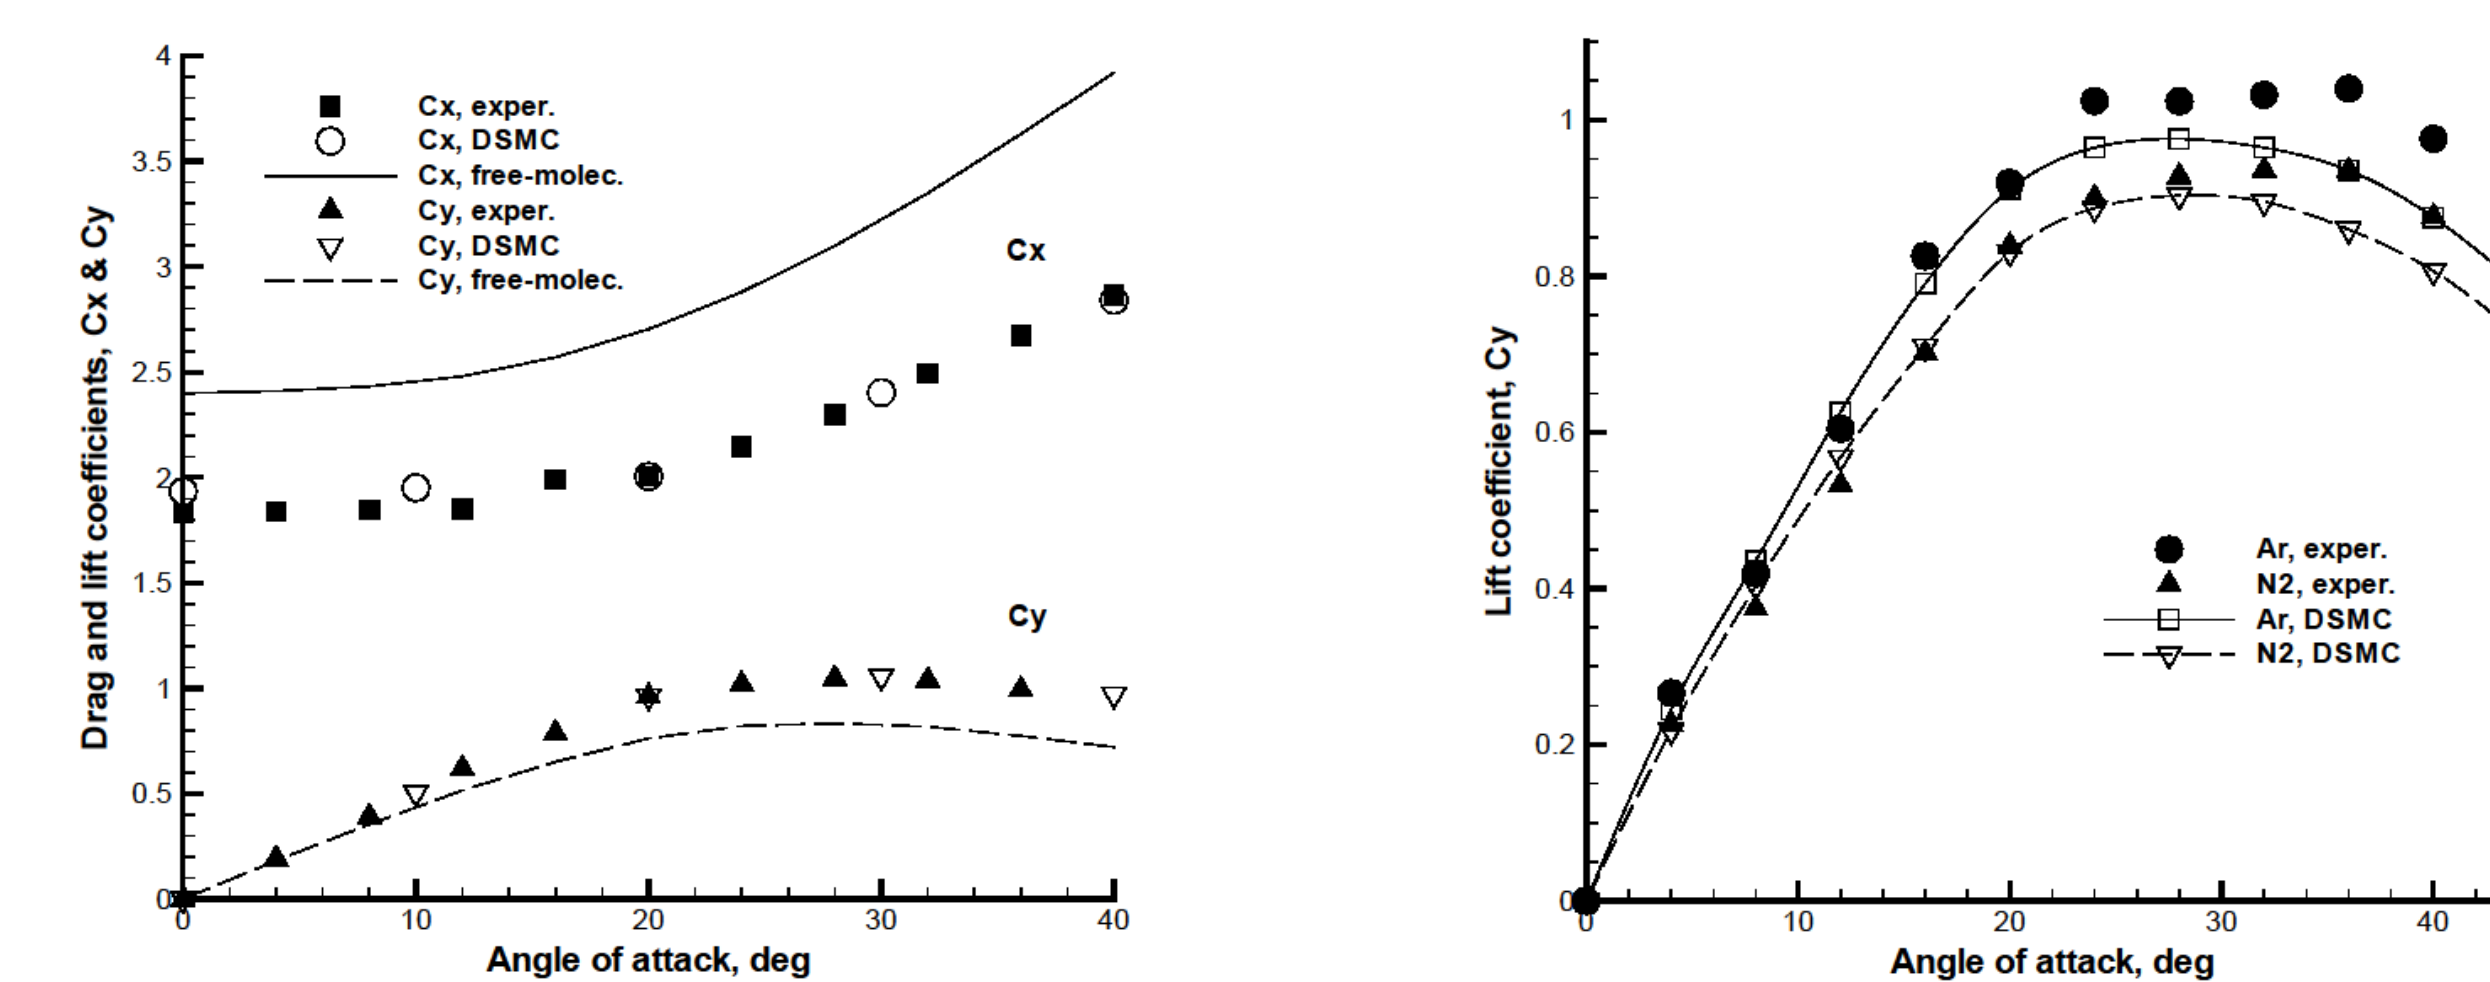 4
3.5
3
2.5
2
1.5
1
0.5
0
0
10
20
30
40
Drag and lift coefficients, Cx & Cy
Angle of attack, deg
Cx, exper.
Cx, DSMC
Cx, free-molec.
Cy, exper.
Cy, DSMC
Cy, free-molec.
Cx
Cy
1
0.8
0.6
0.4
0.2
0
0
10
20
30
40
Lift coefficient, Cy
Angle of attack, deg
Ar, exper.
N2, exper.
Ar, DSMC
N2, DSMC